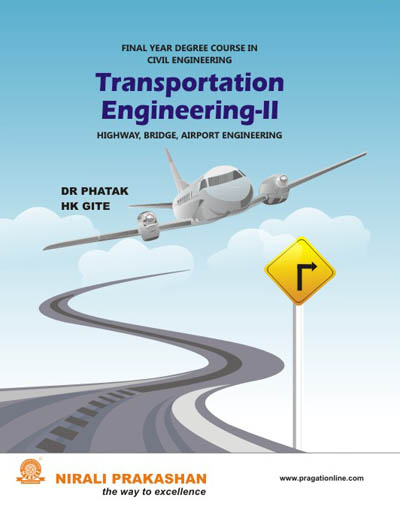 FINAL YEAR DEGREE COURSE IN
CIVIL ENGINEERING
Transportation
Engineering-II
HIGHWAY, BRIDGE, AIRPORT ENGINEERING
DR PHATAK
HK GITE
NIRALI PRAKASHAN
the way to excellence
www.pragationline.com